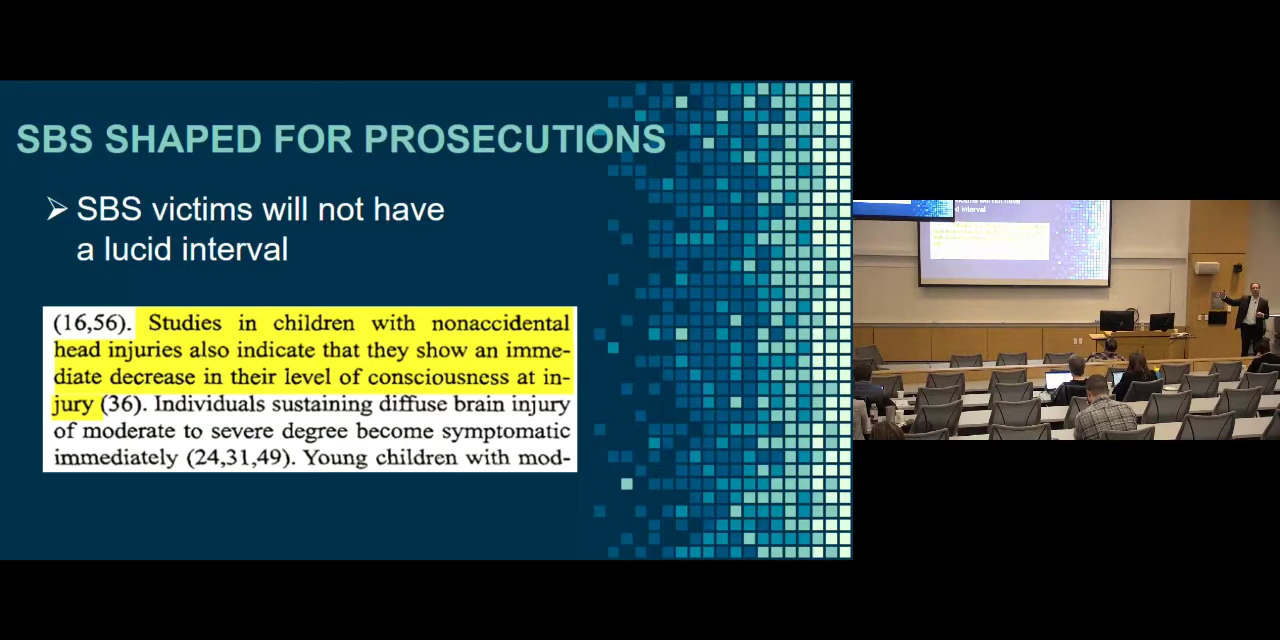 SBS SHAPED FOR PROSECUTIONS
➢ SBS victims will not have
a lucid interval
(16,56). Studies in children with nonaccidental
head injuries also indicate that they show an imme-
diate decrease in their level of consciousness at in-
jury (36). Individuals sustaining diffuse brain injury
of moderate to severe degree become symptomatic
immediately (24,31,49). Young children with mod-
lucid interval